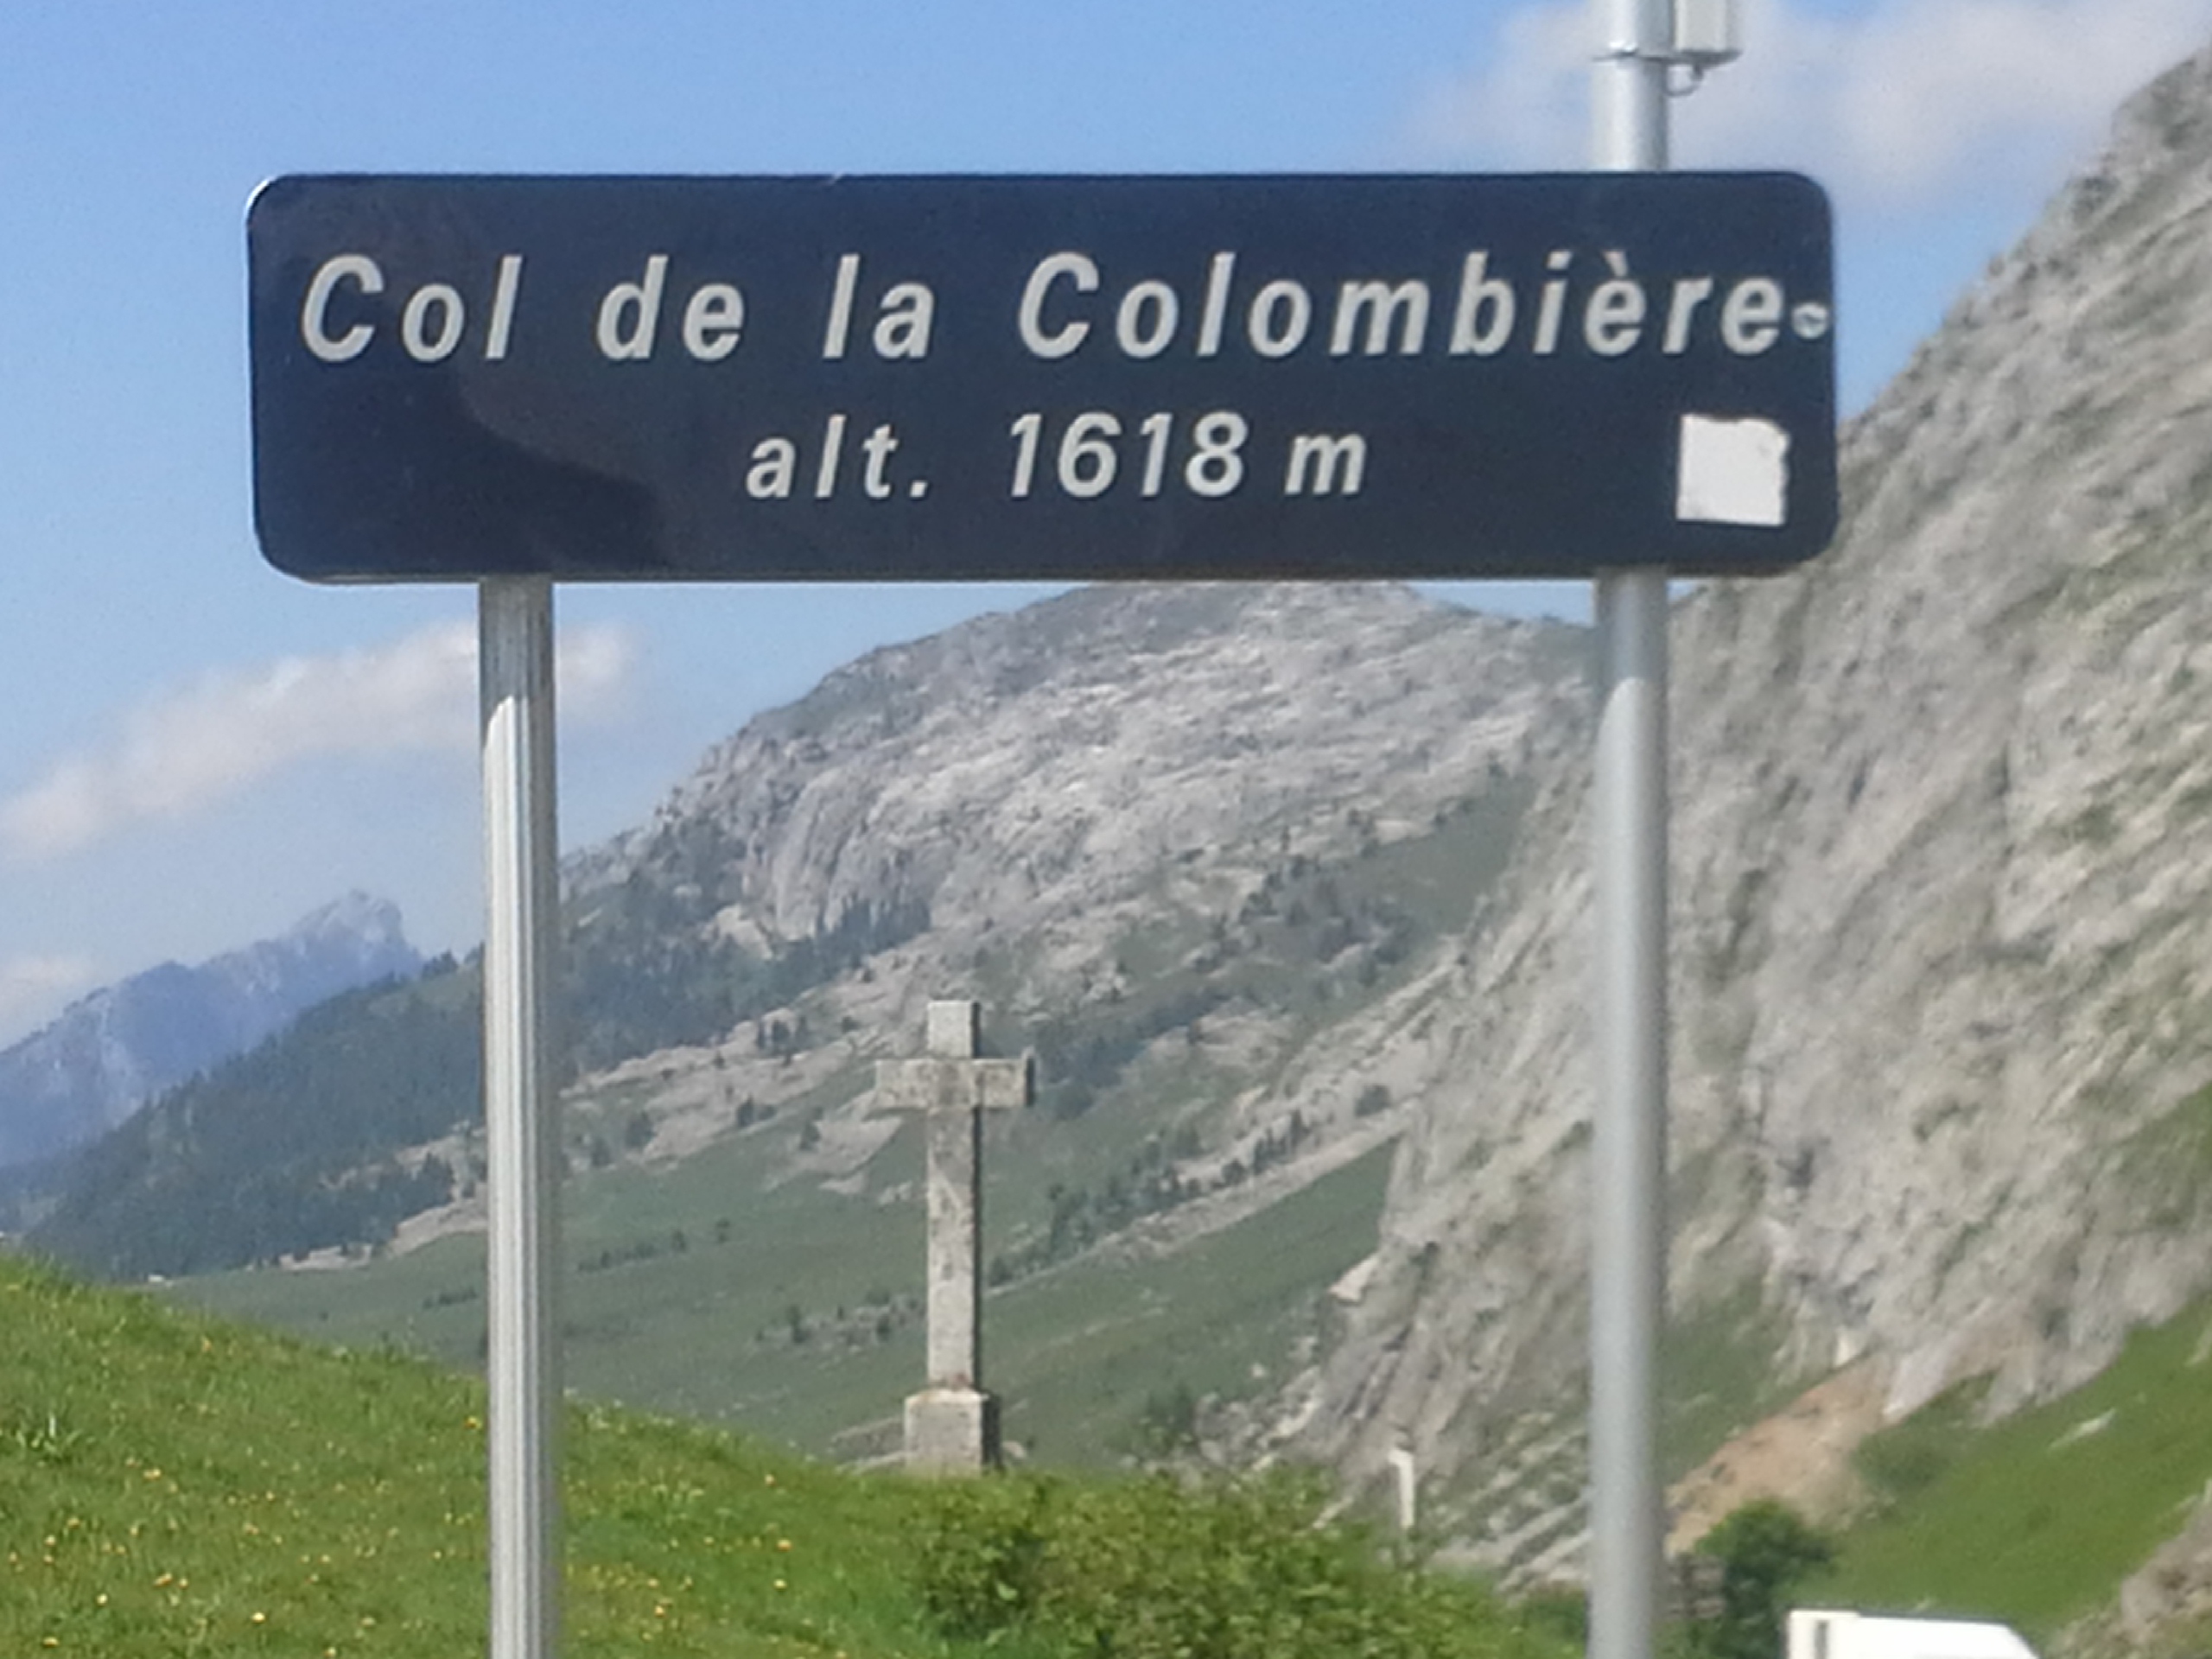 Col de la Colombière
alt. 1618 m